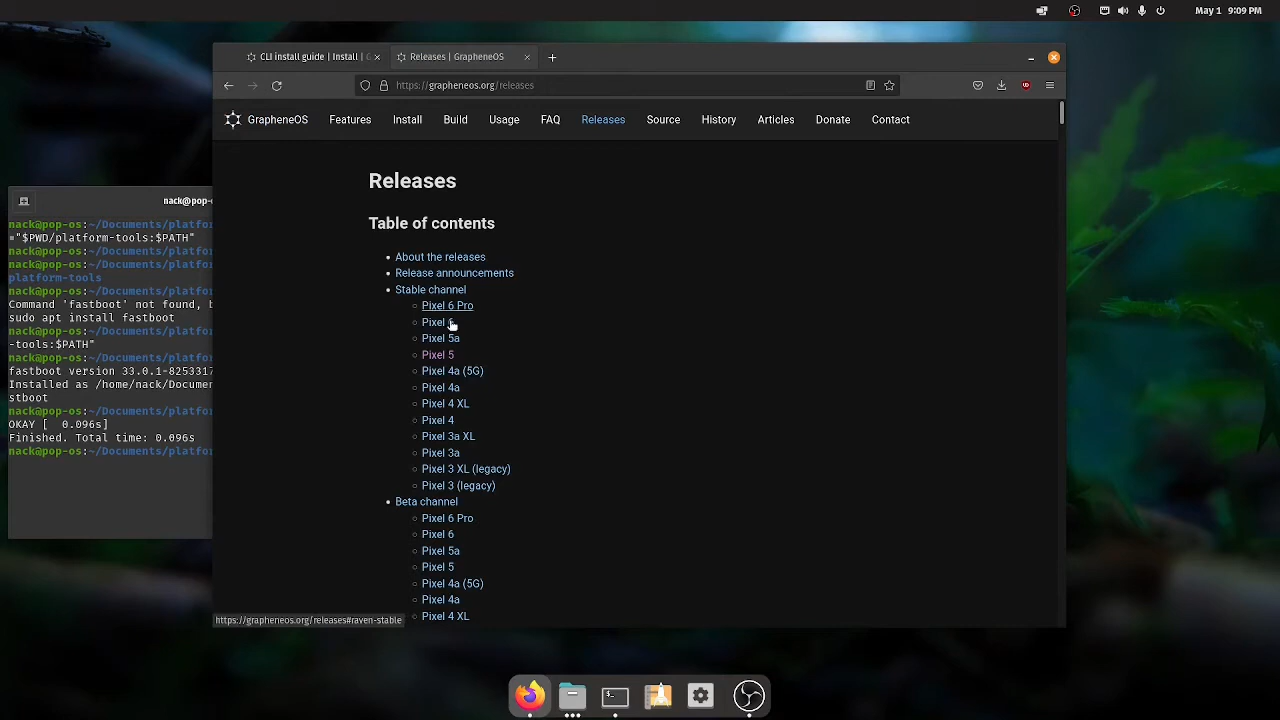 May 1 9:09 PM
CLI install guide | Install | G
Releases | GrapheneOS
https://grapheneos.org/releases
GrapheneOS Features Install Build Usage FAQ Releases Source History Articles Donate Contact
Releases
Table of contents
• About the releases
• Release announcements
• Stable channel
○ Pixel 6 Pro
○ Pixel 6
○ Pixel 5a
○ Pixel 5
○ Pixel 4a (5G)
○ Pixel 4a
○ Pixel 4 XL
○ Pixel 4
○ Pixel 3a XL
○ Pixel 3a
○ Pixel 3 XL (legacy)
○ Pixel 3 (legacy)
• Beta channel
○ Pixel 6 Pro
○ Pixel 6
○ Pixel 5a
○ Pixel 5
○ Pixel 4a (5G)
○ Pixel 4a
○ Pixel 4 XL
https://grapheneos.org/releases#raven-stable
nack@pop-o
nack@pop-os:~/Documents/platfor
="$PWD/platform-tools:$PATH"
nack@pop-os:~/Documents/platfor
nack@pop-os:~/Documents/platfor
platform-tools
Command 'fastboot' not found, b
sudo apt install fastboot
nack@pop-os:~/Documents/platfor
-tools:$PATH"
nack@pop-os:~/Documents/platfor
fastboot version 33.0.1-8253317
Installed as /home/nack/Documen
stboot
nack@pop-os:~/Documents/platfor
OKAY [ 0.096s]
Finished. Total time: 0.096s
nack@pop-os:~/Documents/platfor